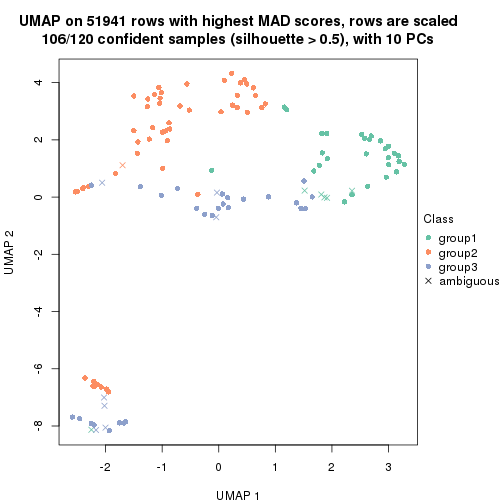 UMAP on 51941 rows with highest MAD scores, rows are scaled
106/120 confident samples (silhouette > 0.5), with 10 PCs
4
2
0
-2
-4
-6
-8
UMAP 2
-2
-1
0
1
2
3
UMAP 1
Class
group1
group2
group3
ambiguous